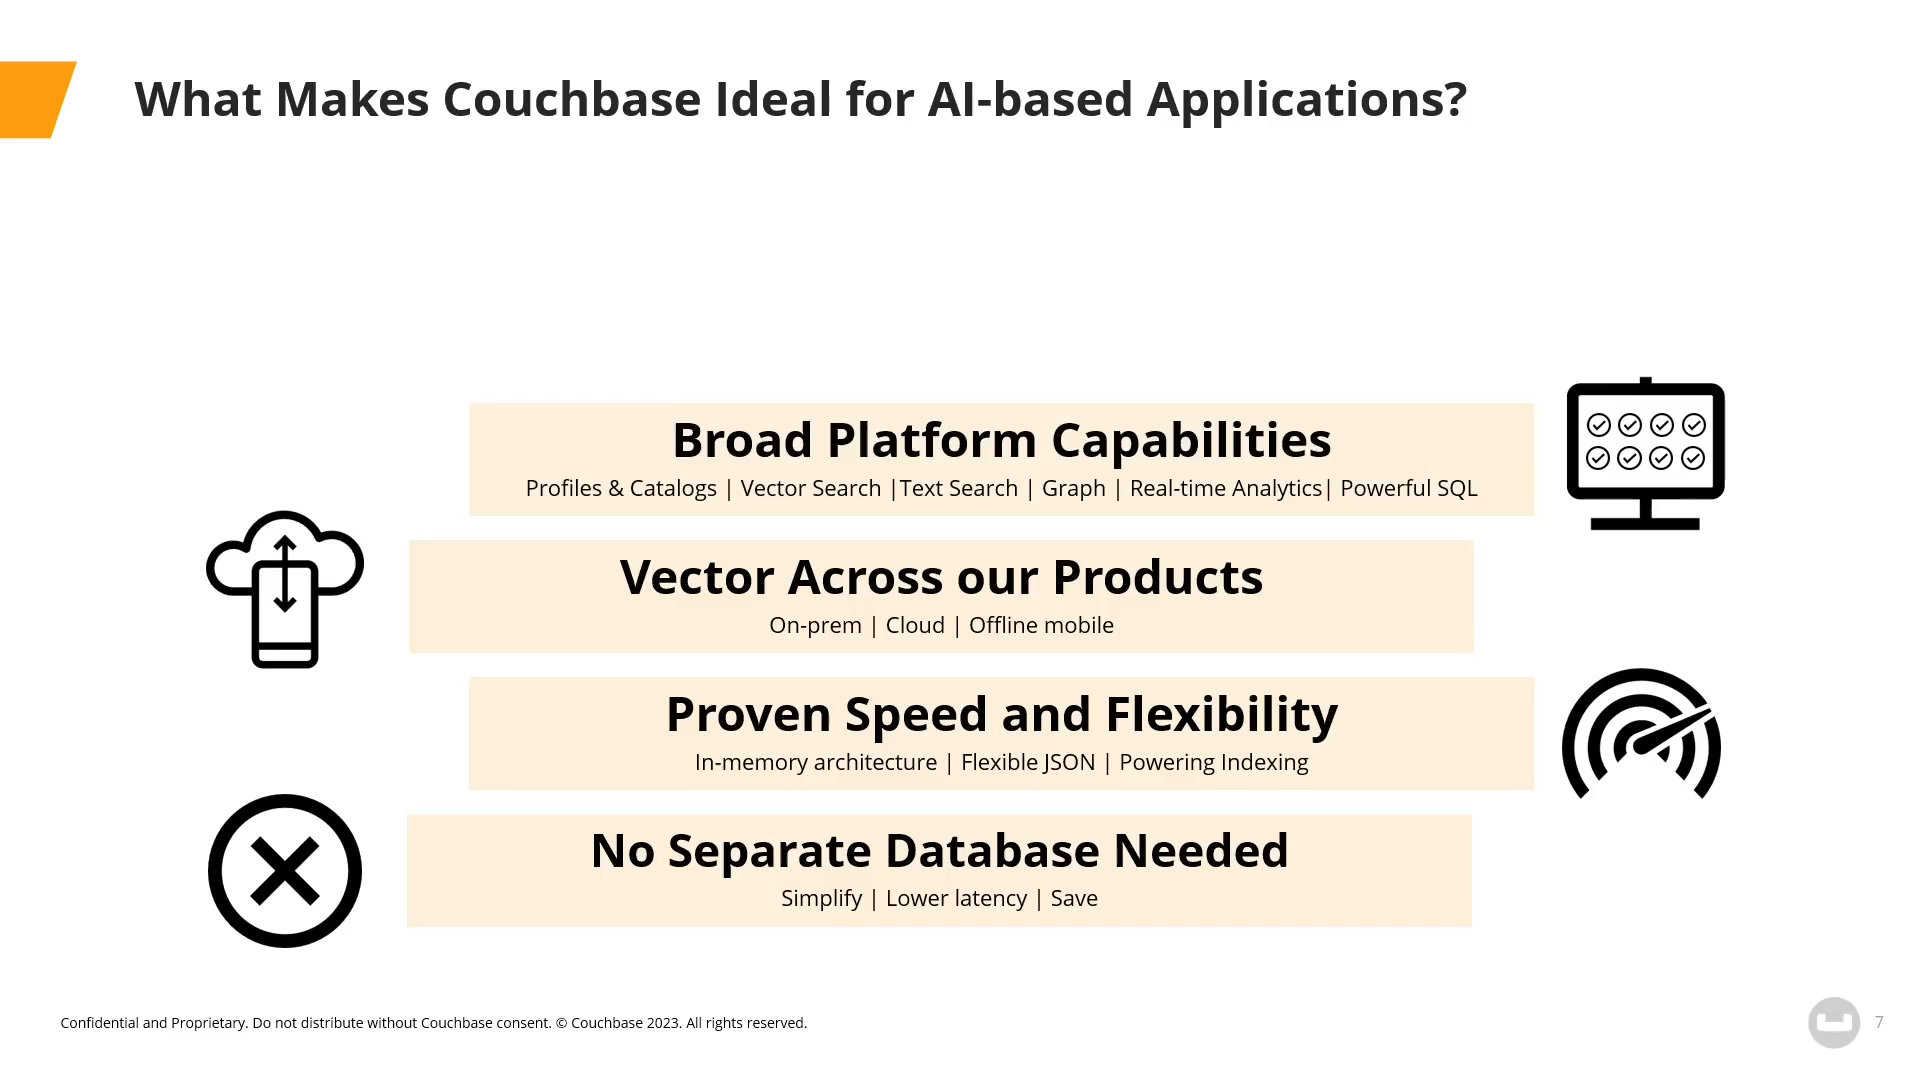 What Makes Couchbase Ideal for AI-based Applications?
Broad Platform Capabilities
Profiles & Catalogs | Vector Search |Text Search | Graph | Real-time Analytics| Powerful SQL
Vector Across our Products
On-prem | Cloud | Offline mobile
Proven Speed and Flexibility
In-memory architecture | Flexible JSON | Powering Indexing
No Separate Database Needed
Simplify | Lower latency | Save
Confidential and Proprietary. Do not distribute without Couchbase consent. © Couchbase 2023. All rights reserved.
7